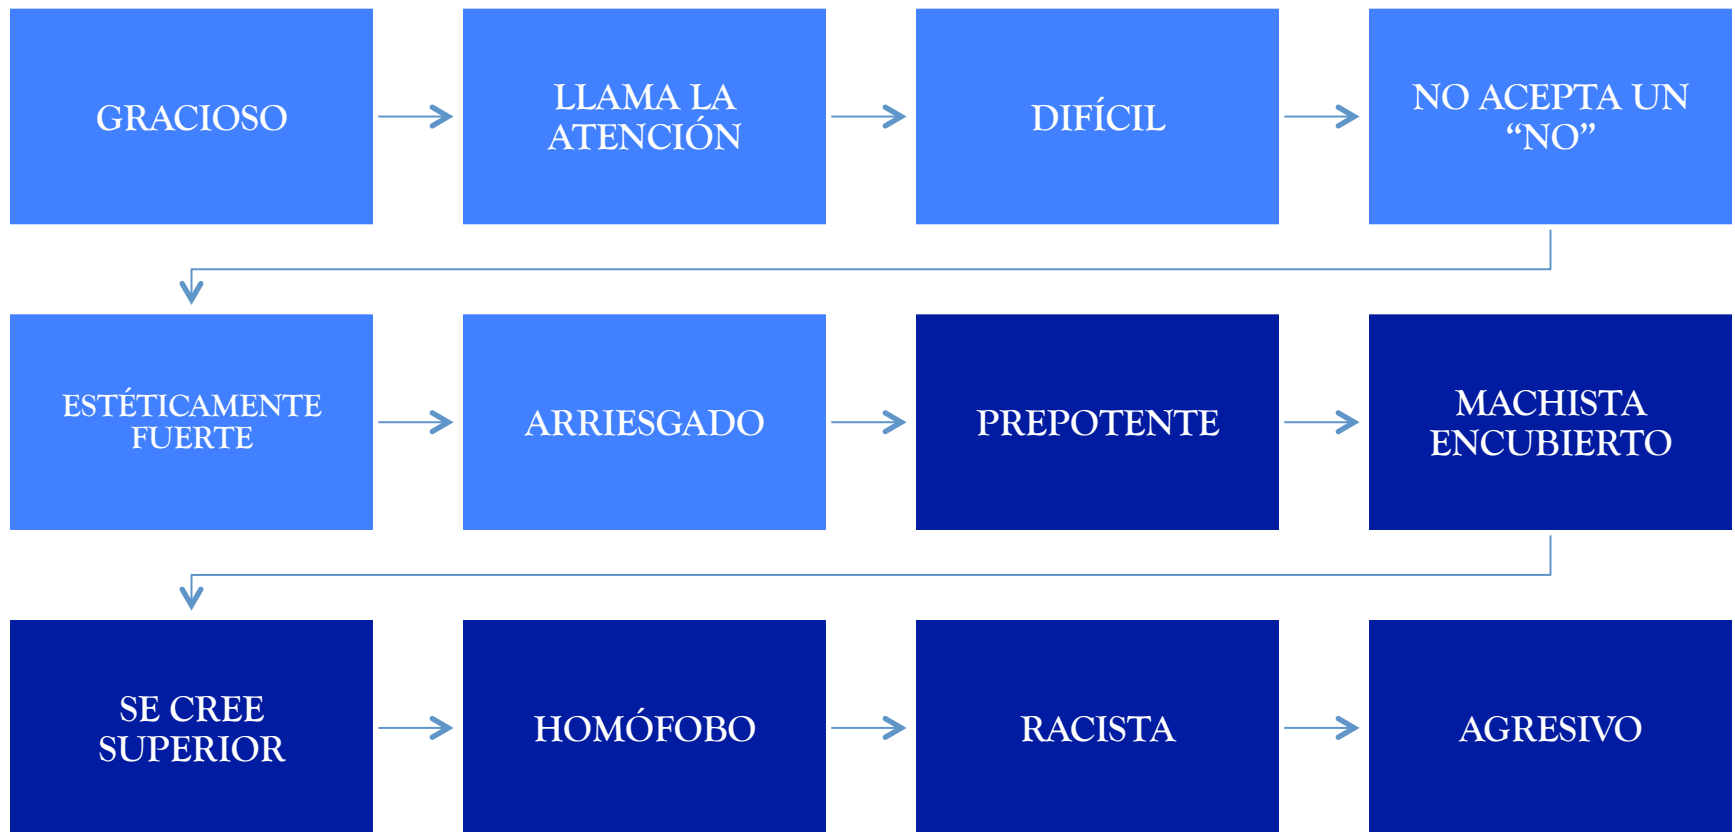 GRACIOSO
LLAMA LA
ATENCIÓN
DIFÍCIL
NO ACEPTA UN
“NO”
ESTÉTICAMENTE
FUERTE
ARRIESGADO
PREPOTENTE
MACHISTA
ENCUBIERTO
SE CREE
SUPERIOR
HOMÓFOBO
RACISTA
AGRESIVO